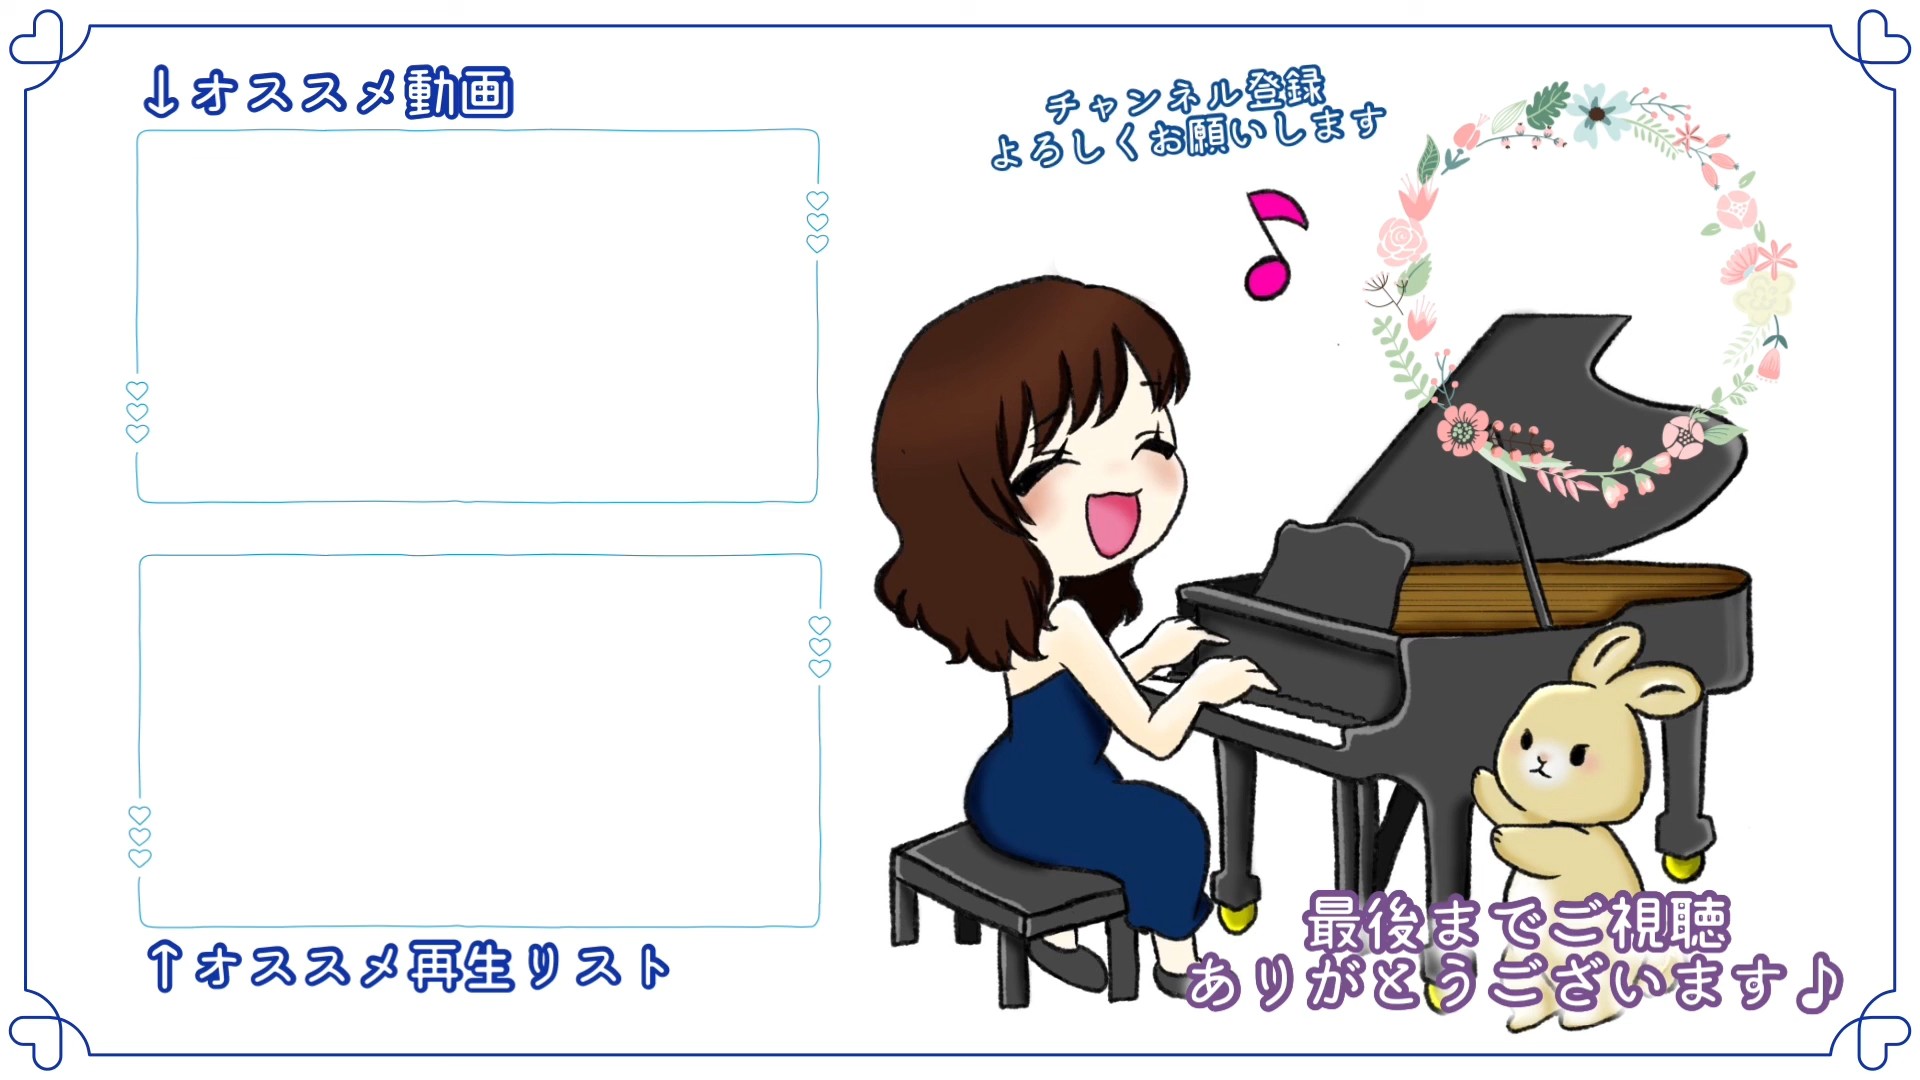 ↓オススメ動画
チャンネル登録
よろしくお願いします
↑オススメ再生リスト
最後までご視聴
ありがとうございます♪